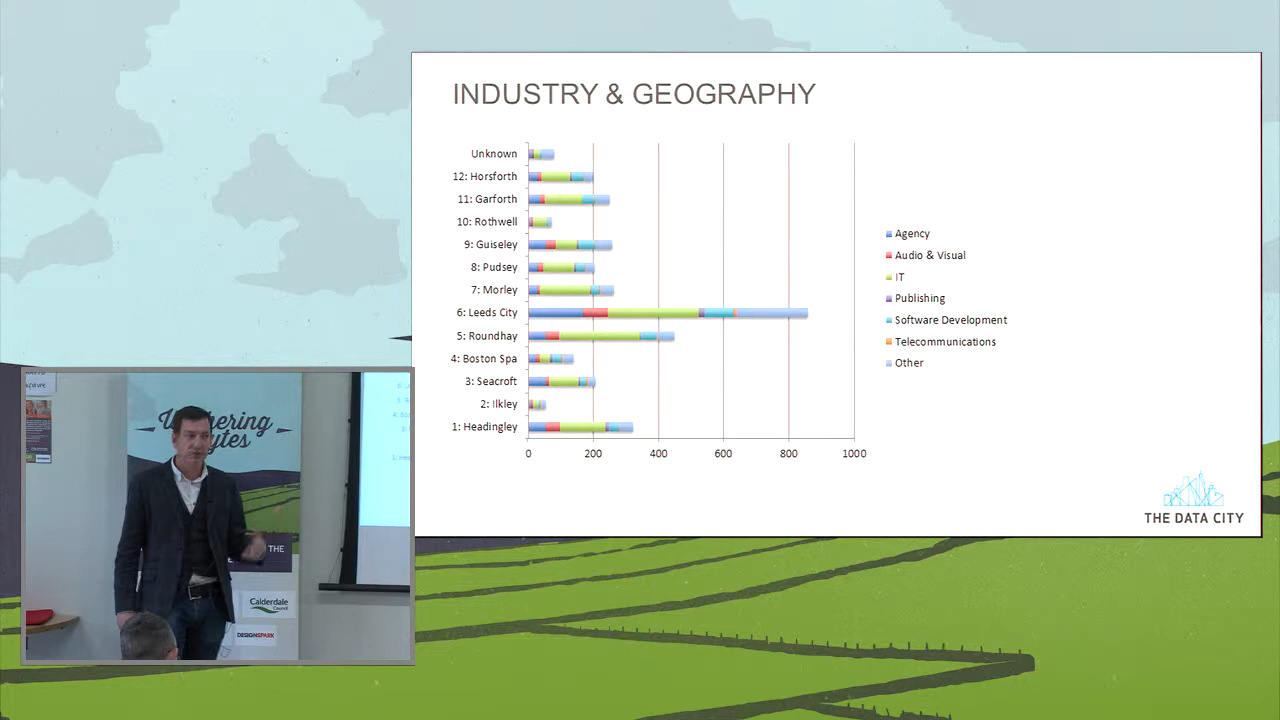 INDUSTRY & GEOGRAPHY
Unknown
12: Horsforth
11: Garforth
10: Rothwell
9: Guiseley
8: Pudsey
7: Morley
6: Leeds City
5: Roundhay
4: Boston Spa
3: Seacroft
2: Ilkley
1: Headingley
0 200 400 600 800 1000
Agency
Audio & Visual
IT
Publishing
Software Development
Telecommunications
Other
THE DATA CITY
THE
Calderdale
Council
DESIGNSPARK